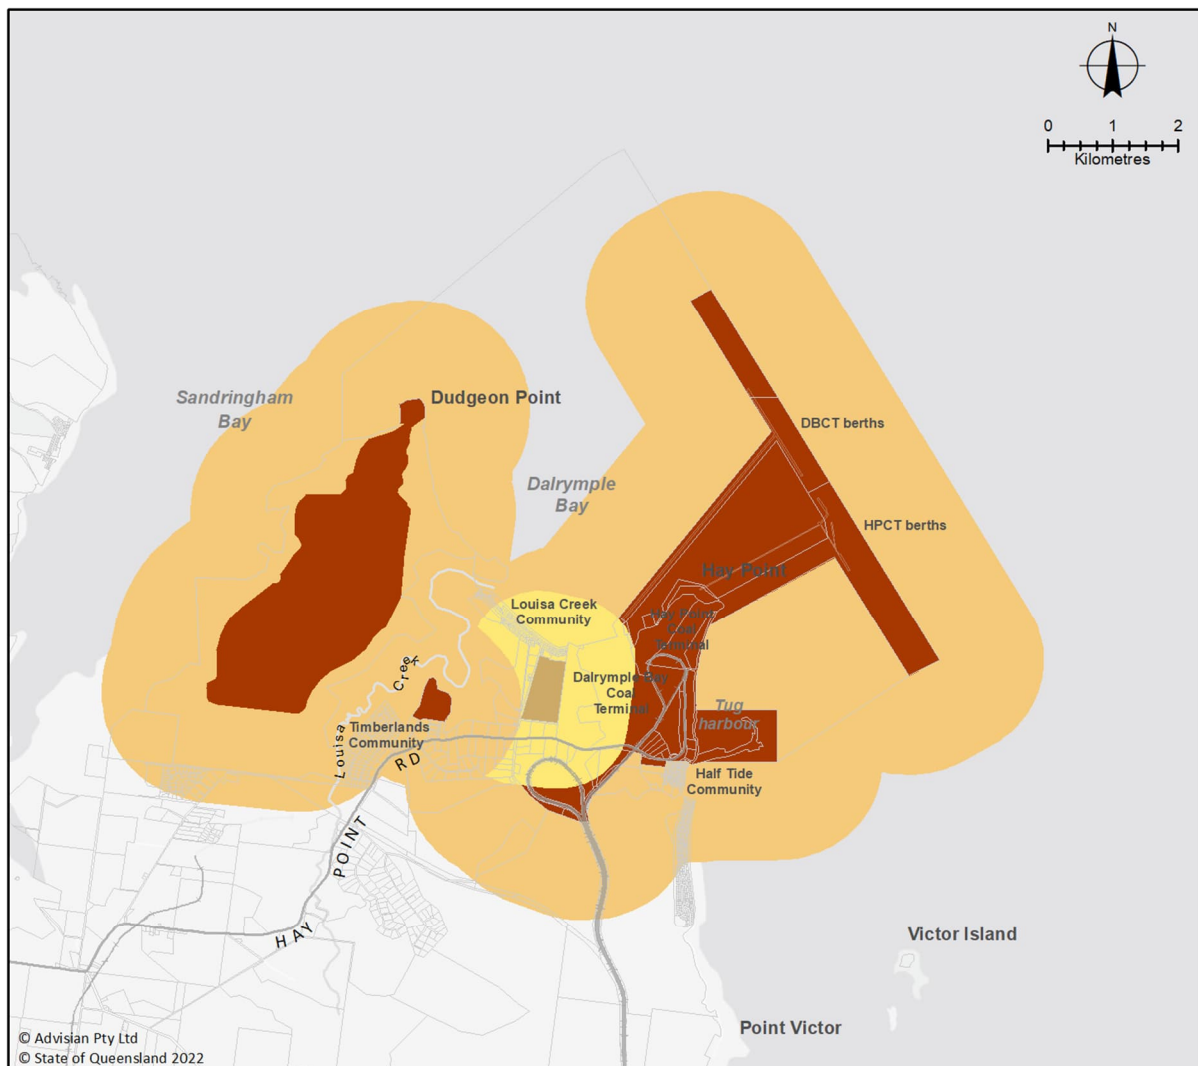 N
0 1 2
Kilometres
Sandringham
Bay
Dudgeon Point
DBCT berths
Dalrymple
Bay
HPCT berths
Hay Point
Louisa Creek
Community
Hay Point
Coal
Terminal
Dalrymple Bay
Coal
Terminal
Louisa Creek
Timberlands
Community
Tug
harbour
Half Tide
Community
HAY POINT RD
Victor Island
Point Victor
© Advisian Pty Ltd
© State of Queensland 2022